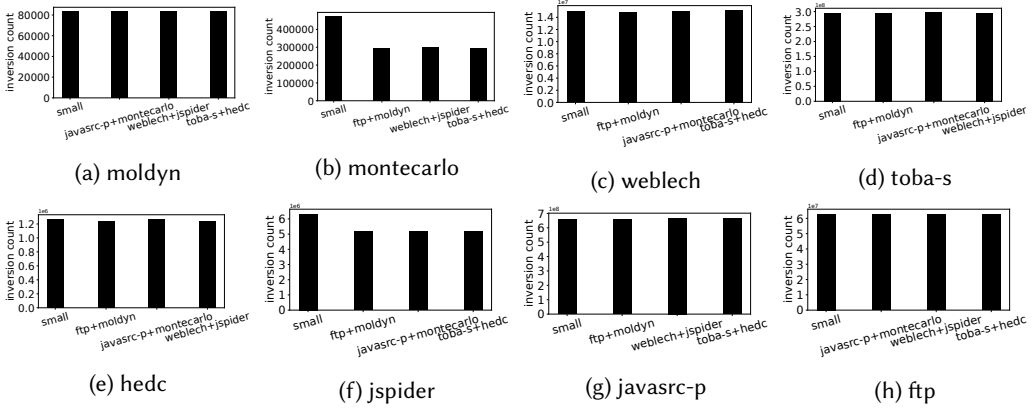 inversion count
80000
60000
40000
20000
0
small
javasrc-p+montecarlo
weblech+jspider
toba-s+hedc
(a) moldyn
inversion count
400000
300000
200000
100000
0
small
ftp+moldyn
weblech+jspider
toba-s+hedc
(b) montecarlo
1e7
inversion count
1.4
1.2
1.0
0.8
0.6
0.4
0.2
0.0
small
ftp+moldyn
javasrc-p+montecarlo
toba-s+hedc
(c) weblech
1e8
inversion count
3.0
2.5
2.0
1.5
1.0
0.5
0.0
small
ftp+moldyn
javasrc-p+montecarlo
weblech+jspider
(d) toba-s
1e6
inversion count
1.2
1.0
0.8
0.6
0.4
0.2
0.0
small
ftp+moldyn
javasrc-p+montecarlo
weblech+jspider
(e) hedc
1e6
inversion count
6
5
4
3
2
1
0
small
ftp+moldyn
javasrc-p+montecarlo
toba-s+hedc
(f) jspider
1e8
inversion count
7
6
5
4
3
2
1
0
small
ftp+moldyn
weblech+jspider
toba-s+hedc
(g) javasrc-p
1e7
inversion count
6
5
4
3
2
1
0
small
javasrc-p+montecarlo
weblech+jspider
toba-s+hedc
(h) ftp